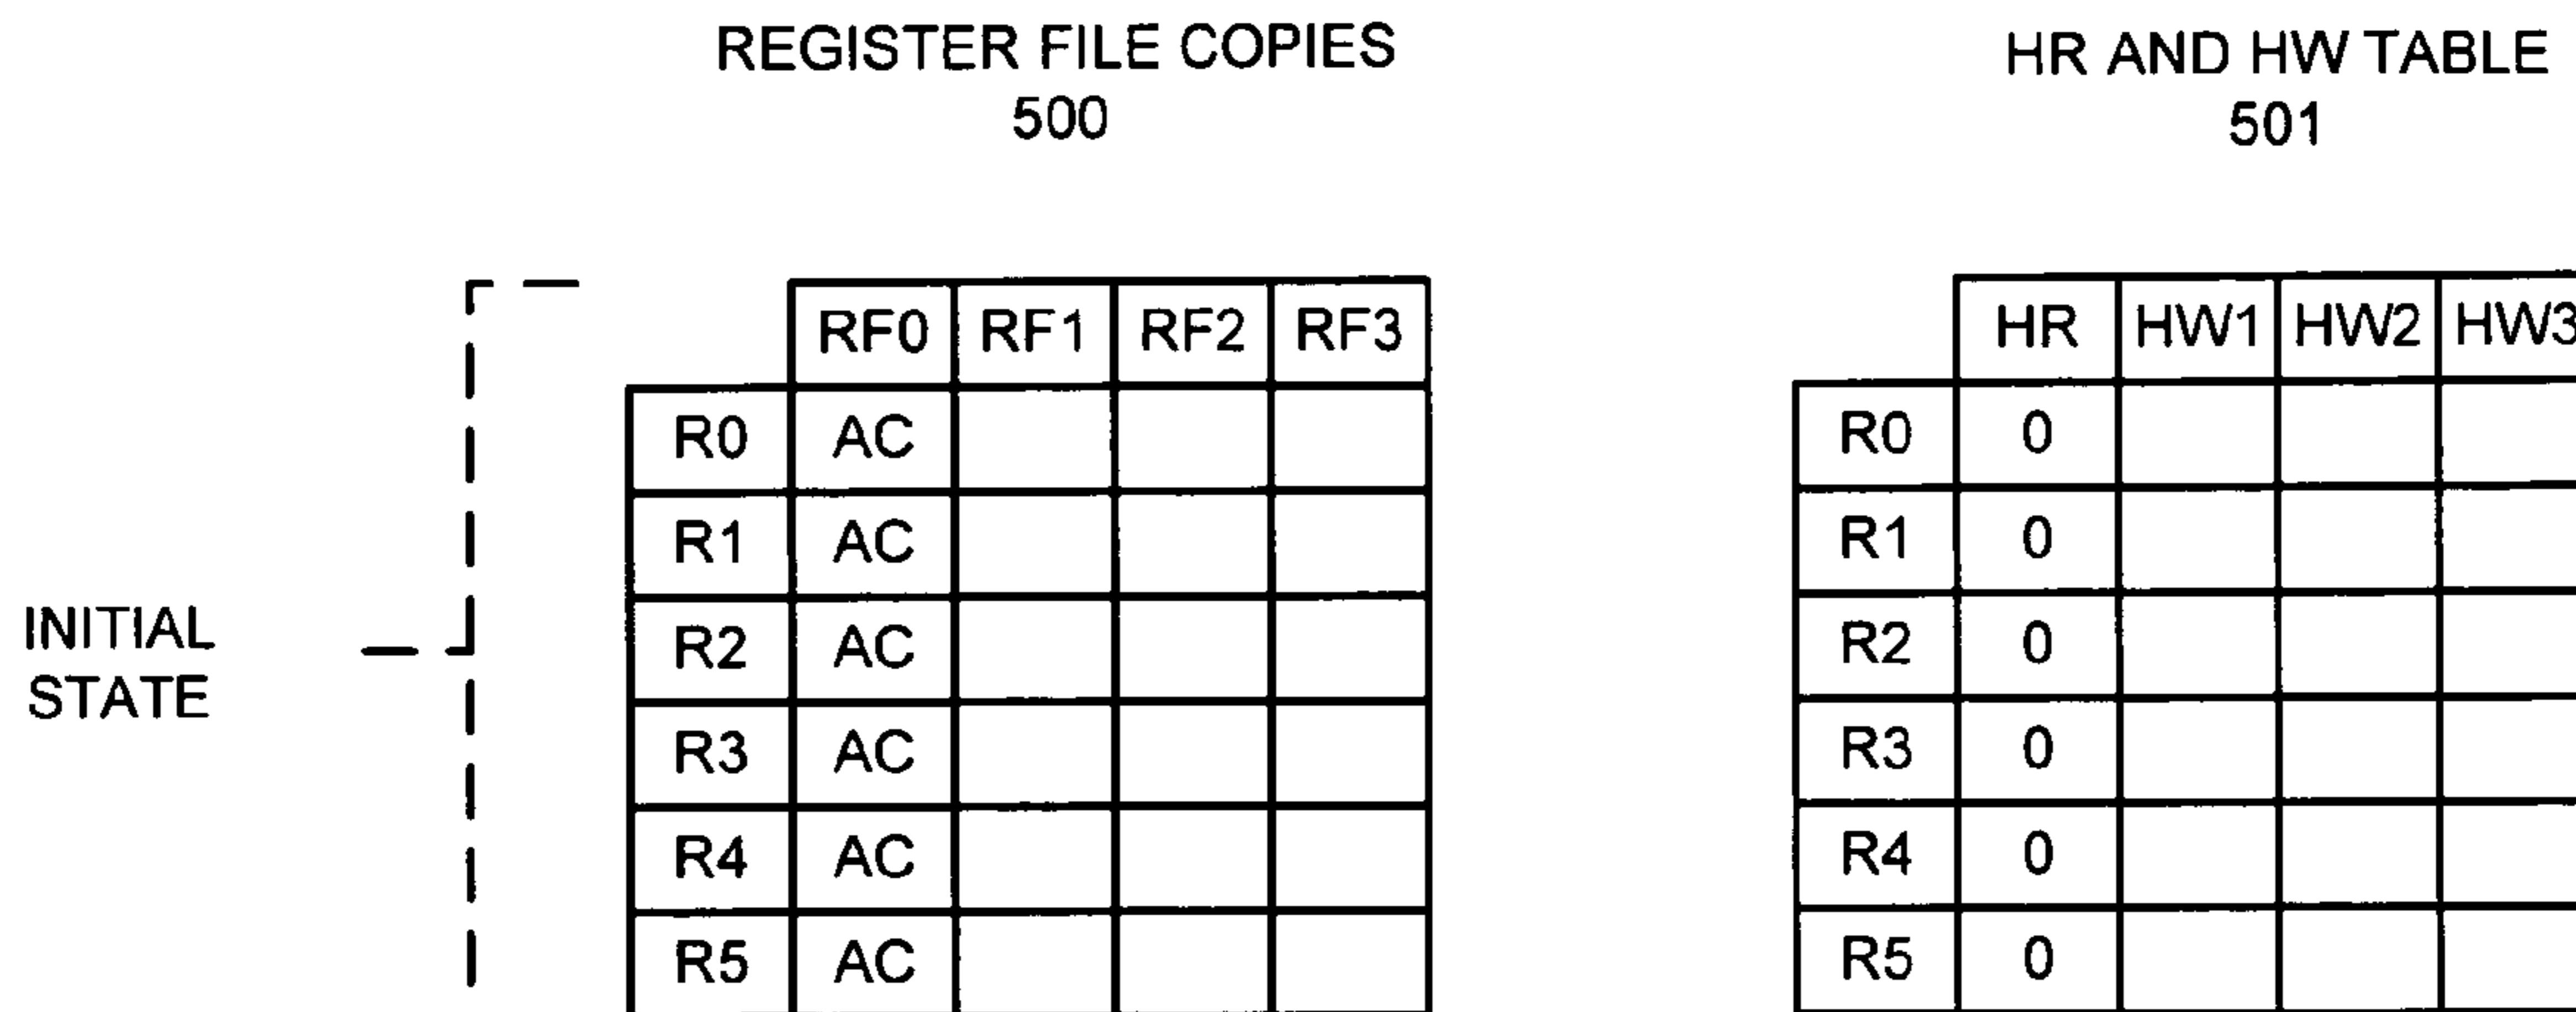 REGISTER FILE COPIES
500
HR AND HW TABLE
501
INITIAL
STATE
RF0 RF1 RF2 RF3
R0 AC
R1 AC
R2 AC
R3 AC
R4 AC
R5 AC
HR HW1 HW2 HW3
R0 0
R1 0
R2 0
R3 0
R4 0
R5 0